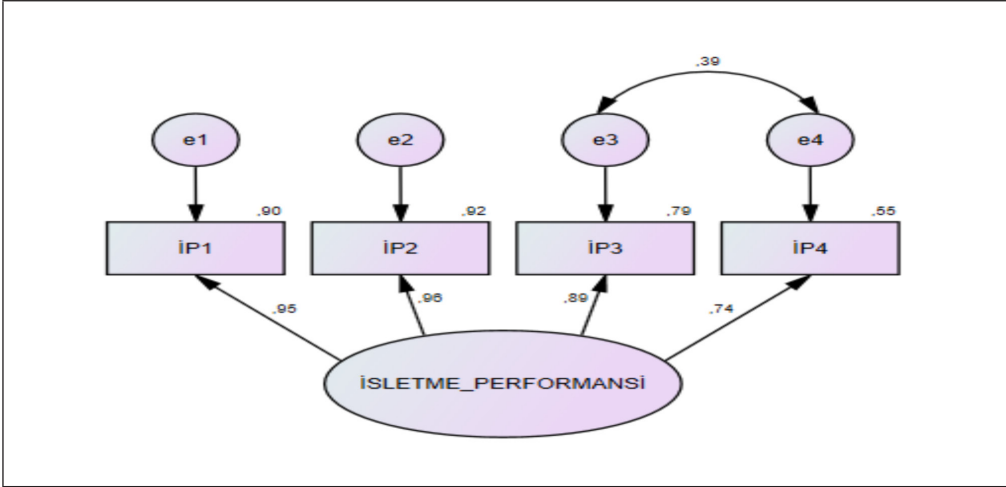 ,39
e1 e2 e3 e4
,90 ,92 ,79 ,55
İP1 İP2 İP3 İP4
,95 ,96 ,89 ,74
İSLETME_PERFORMANSİ